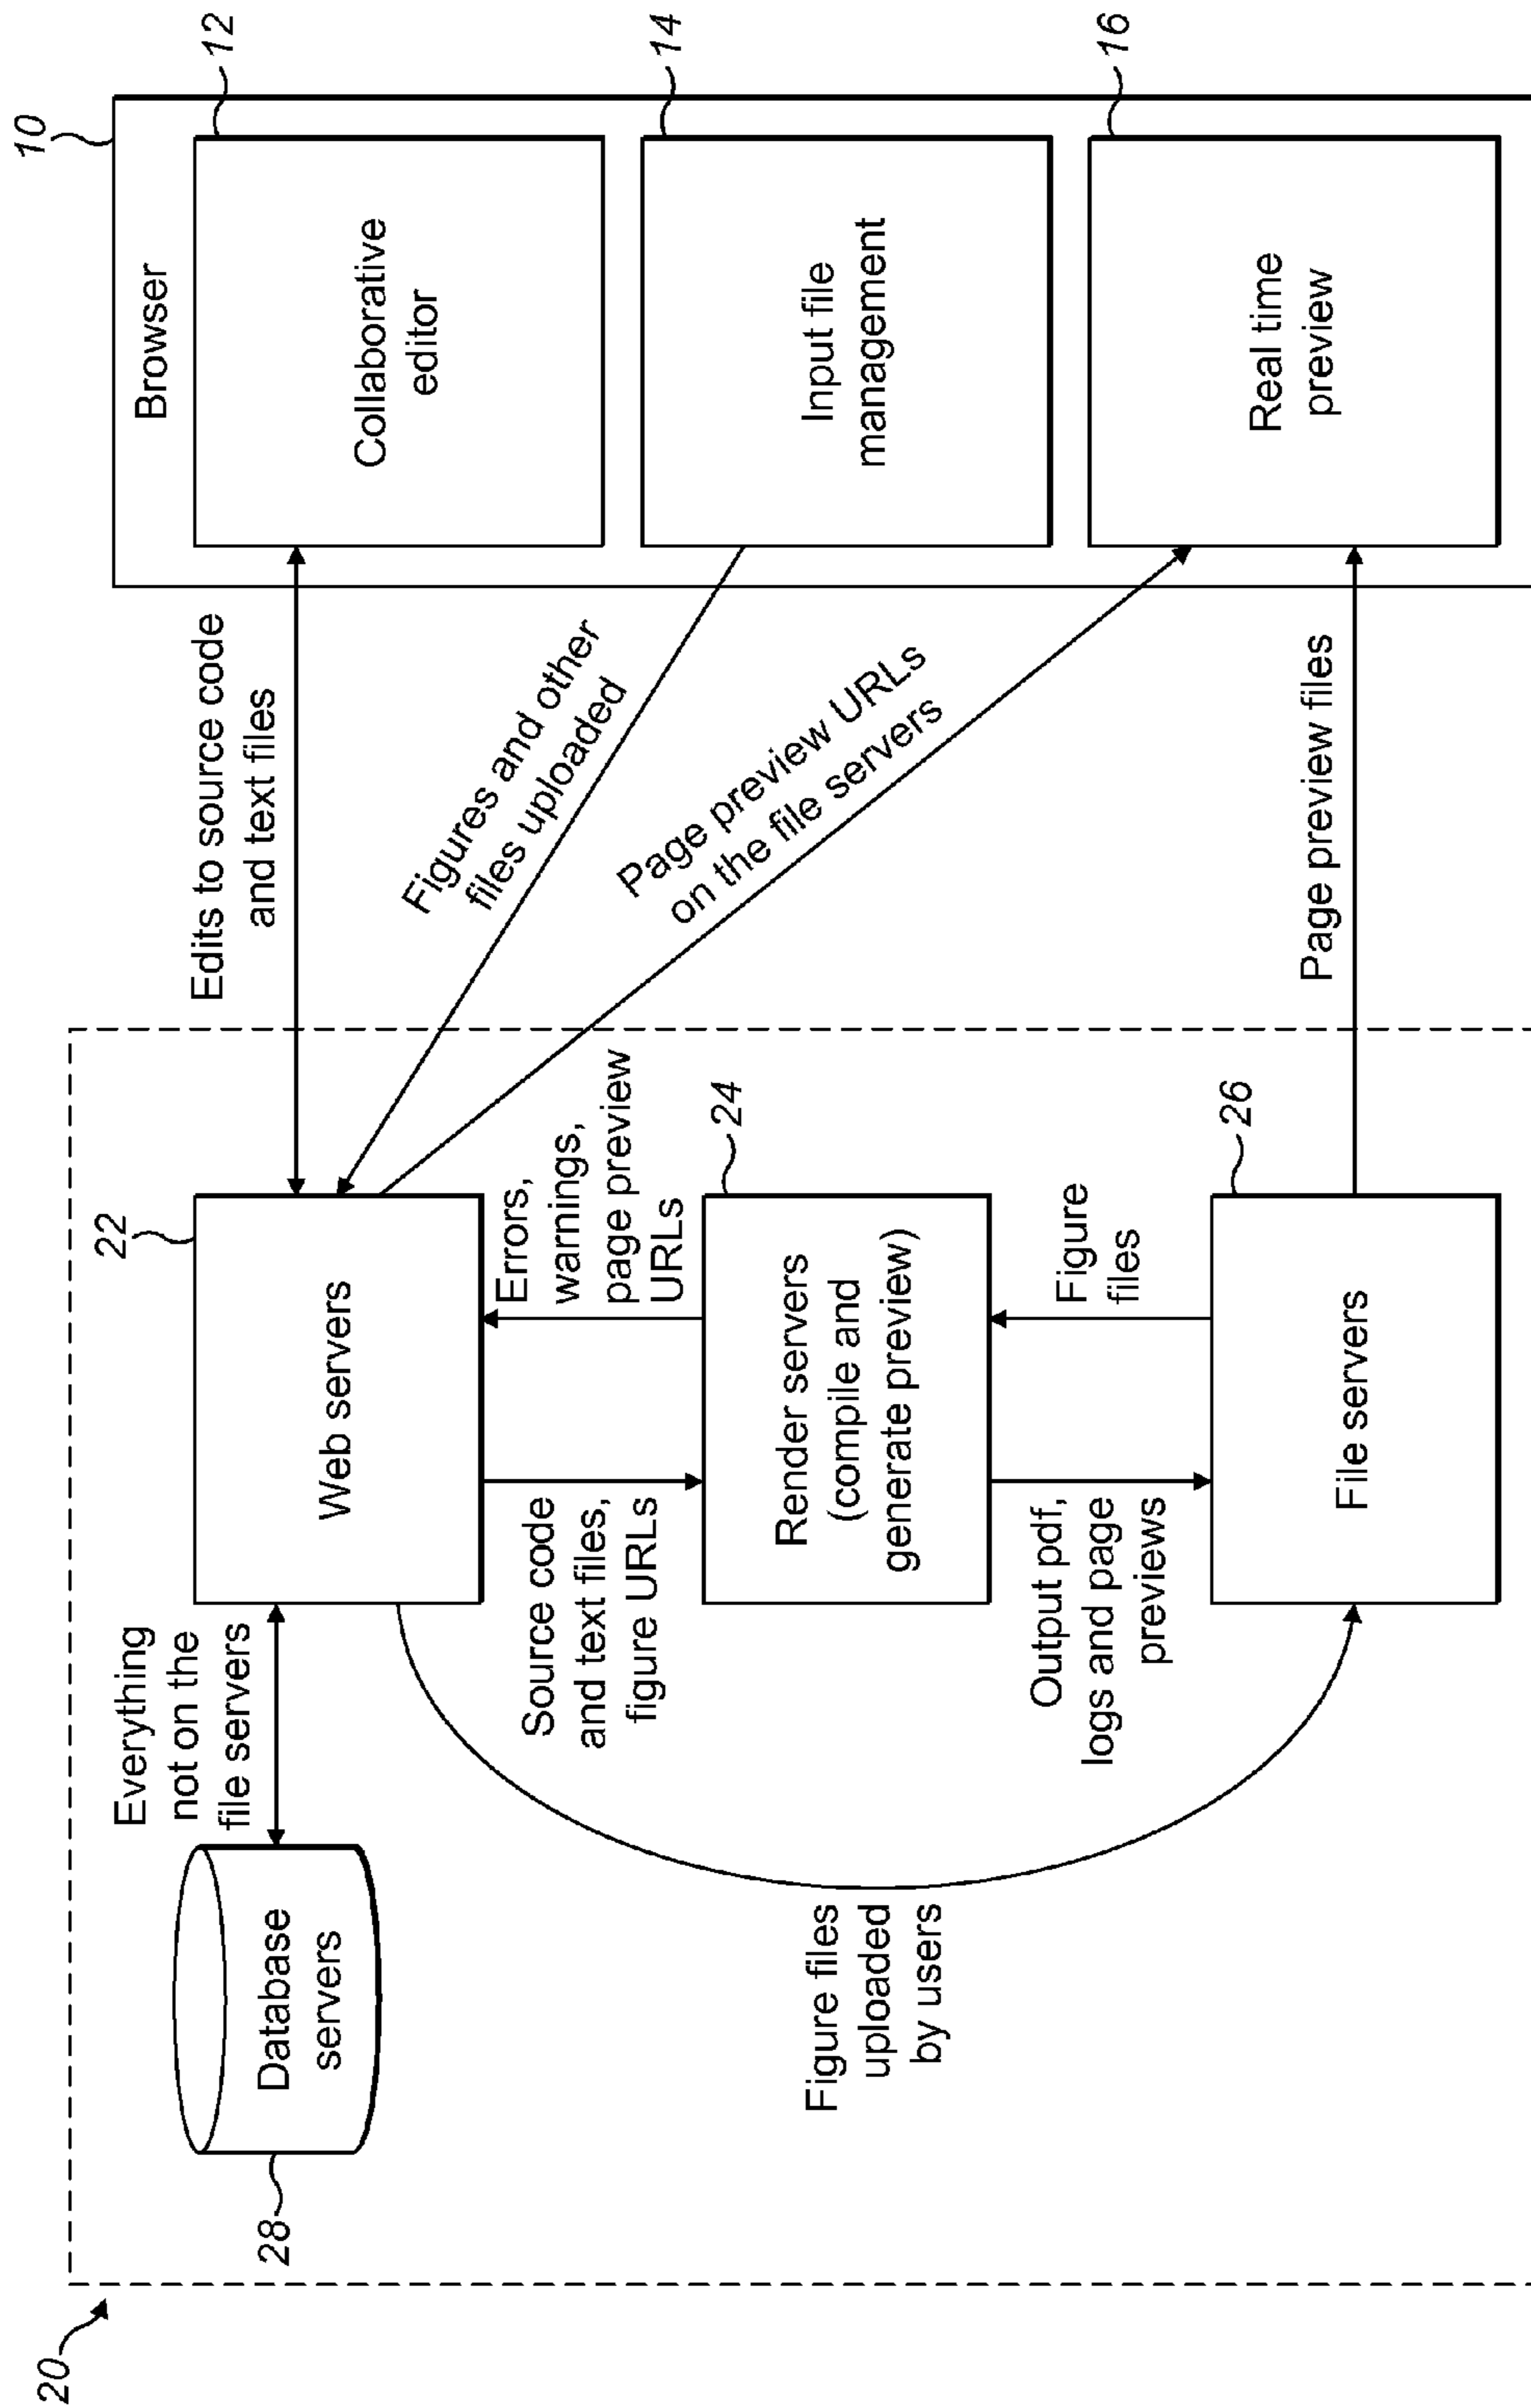 20
28
Database
servers
Everything
not on the
file servers
22
Web servers
Edits to source code
and text files
10
Browser
12
Collaborative
editor
Figures and other
files uploaded
14
Input file
management
Page preview URLs
on the file servers
Source code
and text files,
figure URLs
Errors,
warnings,
page preview
URLs
24
Render servers
(compile and
generate preview)
Figure files
uploaded
by users
Output pdf,
logs and page
previews
Figure
files
26
File servers
Page preview files
16
Real time
preview